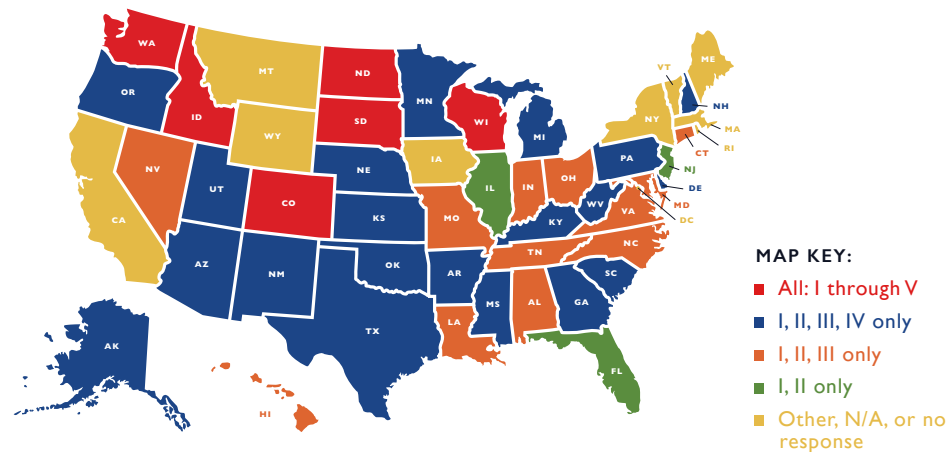 WA
MT
ND
MN
OR
ID
SD
WI
MI
VT
ME
NH
NY
MA
RI
CT
WY
IA
NE
PA
NJ
NV
UT
CO
IL
IN
OH
DE
MD
DC
CA
KS
MO
KY
WV
VA
AZ
NM
OK
AR
TN
NC
SC
MS
AL
GA
TX
LA
FL
AK
HI
MAP KEY:
All: I through V
I, II, III, IV only
I, II, III only
I, II only
Other, N/A, or no
response